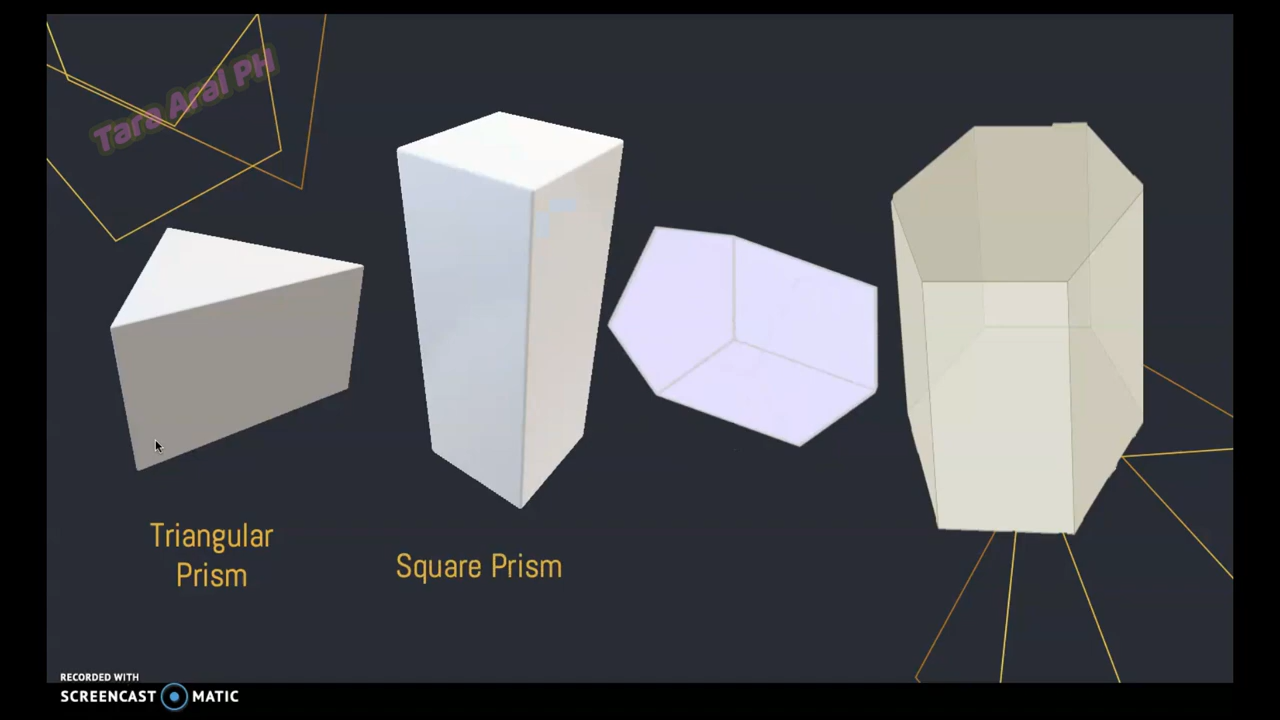 Tara Aral PH
Triangular
Prism
Square Prism
RECORDED WITH
SCREENCAST MATIC